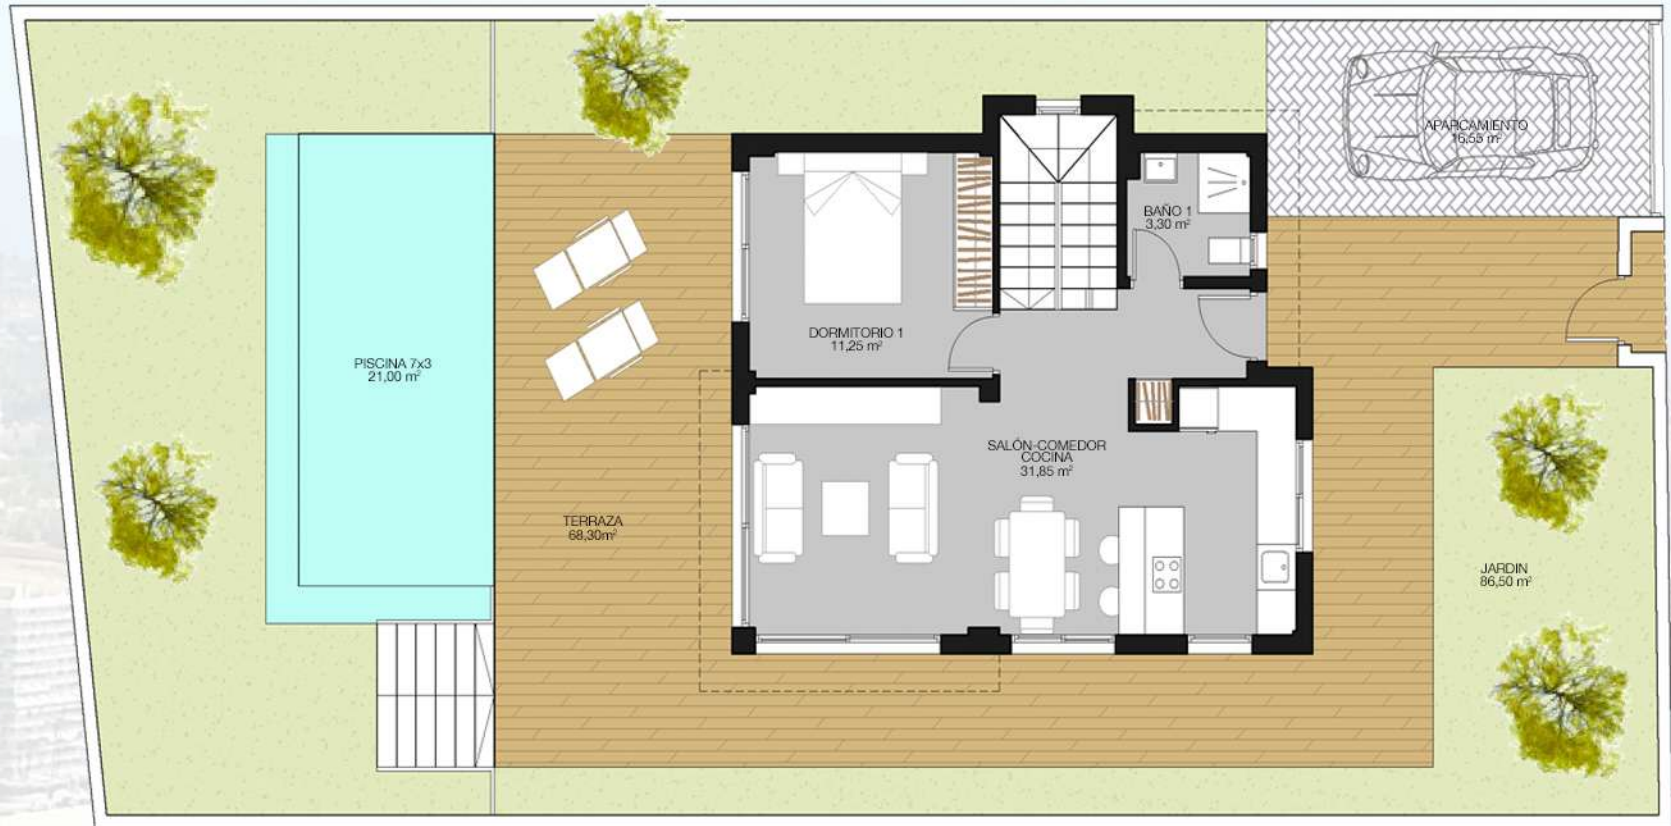 APARCAMIENTO
16,55 m²
BAÑO 1
3,30 m²
DORMITORIO 1
11,25 m²
PISCINA 7x3
21,00 m²
SALÓN-COMEDOR
COCINA
31,85 m²
TERRAZA
68,30m²
JARDIN
86,50 m²